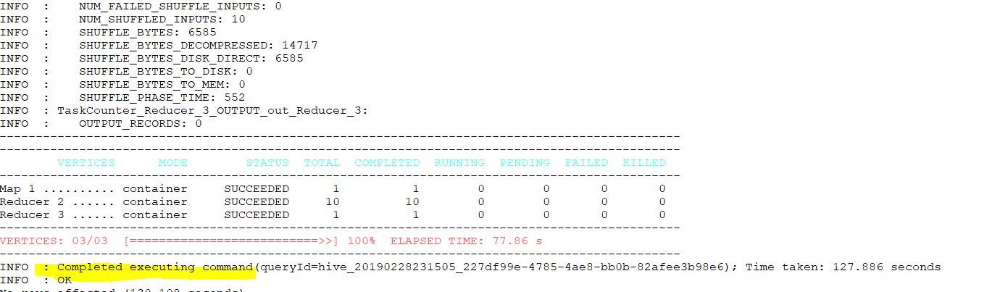 INFO  :     NUM_FAILED_SHUFFLE_INPUTS: 0
INFO  :     NUM_SHUFFLED_INPUTS: 10
INFO  :     SHUFFLE_BYTES: 6585
INFO  :     SHUFFLE_BYTES_DECOMPRESSED: 14717
INFO  :     SHUFFLE_BYTES_DISK_DIRECT: 6585
INFO  :     SHUFFLE_BYTES_TO_DISK: 0
INFO  :     SHUFFLE_BYTES_TO_MEM: 0
INFO  :     SHUFFLE_PHASE_TIME: 552
INFO  : TaskCounter_Reducer_3_OUTPUT_out_Reducer_3:
INFO  :     OUTPUT_RECORDS: 0
----------------------------------------------------------------------------------------------
----------------------------------------------------------------------------------------------
        VERTICES      MODE        STATUS  TOTAL  COMPLETED  RUNNING  PENDING  FAILED  KILLED
----------------------------------------------------------------------------------------------
Map 1 .......... container     SUCCEEDED      1          1        0        0       0       0
Reducer 2 ...... container     SUCCEEDED     10         10        0        0       0       0
Reducer 3 ...... container     SUCCEEDED      1          1        0        0       0       0
----------------------------------------------------------------------------------------------
VERTICES: 03/03  [==========================>>] 100%  ELAPSED TIME: 77.86 s
----------------------------------------------------------------------------------------------
INFO  : Completed executing command(queryId=hive_20190228231505_227df99e-4785-4ae8-bb0b-82afee3b98e6); Time taken: 127.886 seconds
INFO  : OK
No rows affected (130.108 seconds)